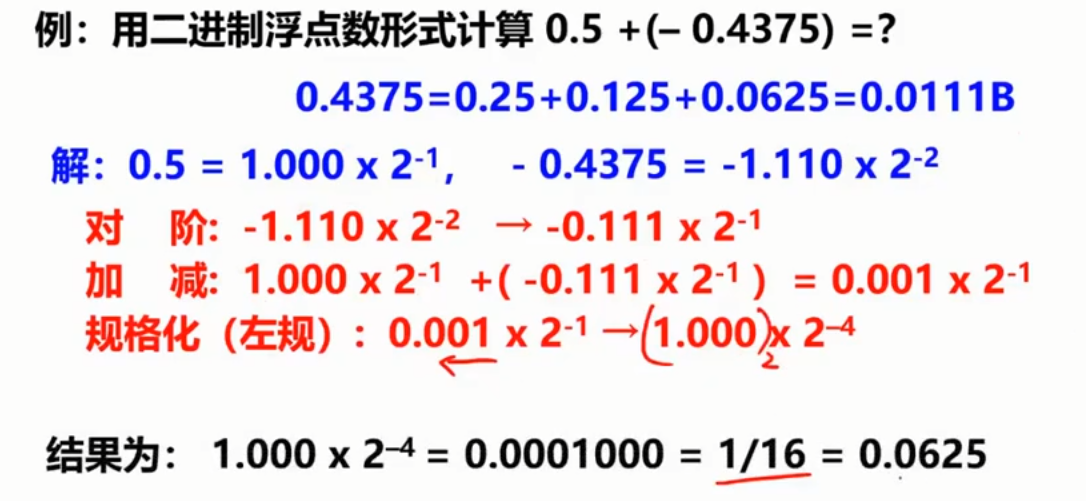 例：用二进制浮点数形式计算 0.5 +(– 0.4375) =?
0.4375=0.25+0.125+0.0625=0.0111B
解：0.5 = 1.000 x 2⁻¹, - 0.4375 = -1.110 x 2⁻²
对 阶: -1.110 x 2⁻² → -0.111 x 2⁻¹
加 减: 1.000 x 2⁻¹ +( -0.111 x 2⁻¹ ) = 0.001 x 2⁻¹
规格化（左规）: 0.001 x 2⁻¹ →(1.000)₂x 2⁻⁴
结果为： 1.000 x 2⁻⁴ = 0.0001000 = 1/16 = 0.0625